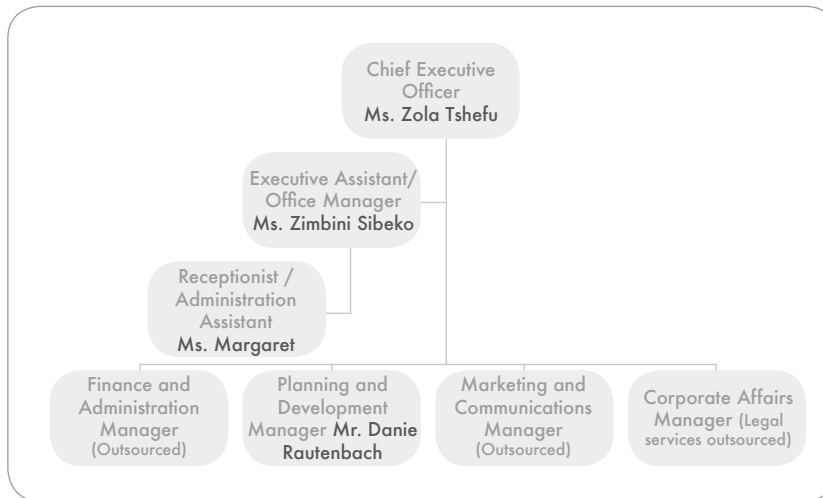 Chief Executive
Officer
Ms. Zola Tshefu
Executive Assistant/
Office Manager
Ms. Zimbini Sibeko
Receptionist /
Administration
Assistant
Ms. Margaret
Finance and
Administration
Manager
(Outsourced)
Planning and
Development
Manager Mr. Danie
Rautenbach
Marketing and
Communications
Manager
(Outsourced)
Corporate Affairs
Manager (Legal
services outsourced)